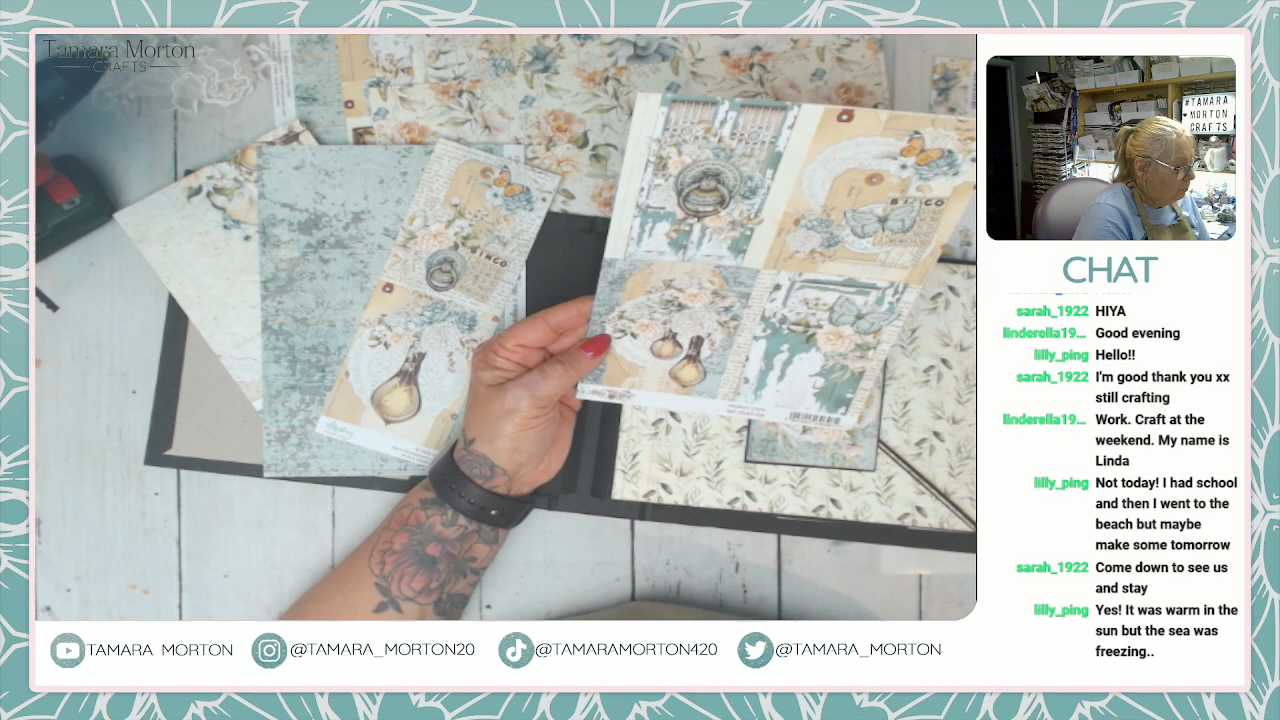 Tamara Morton
CRAFTS
BINGO
BINGO
#TAMARA
MORTON
CRAFTS
CHAT
sarah_1922 HIYA
linderella19... Good evening
lilly_ping Hello!!
sarah_1922 I'm good thank you xx
still crafting
linderella19... Work. Craft at the
weekend. My name is
Linda
lilly_ping Not today! I had school
and then I went to the
beach but maybe
make some tomorrow
sarah_1922 Come down to see us
and stay
lilly_ping Yes! It was warm in the
sun but the sea was
freezing..
TAMARA MORTON
@TAMARA_MORTON20
@TAMARAMORTON420
@TAMARA_MORTON